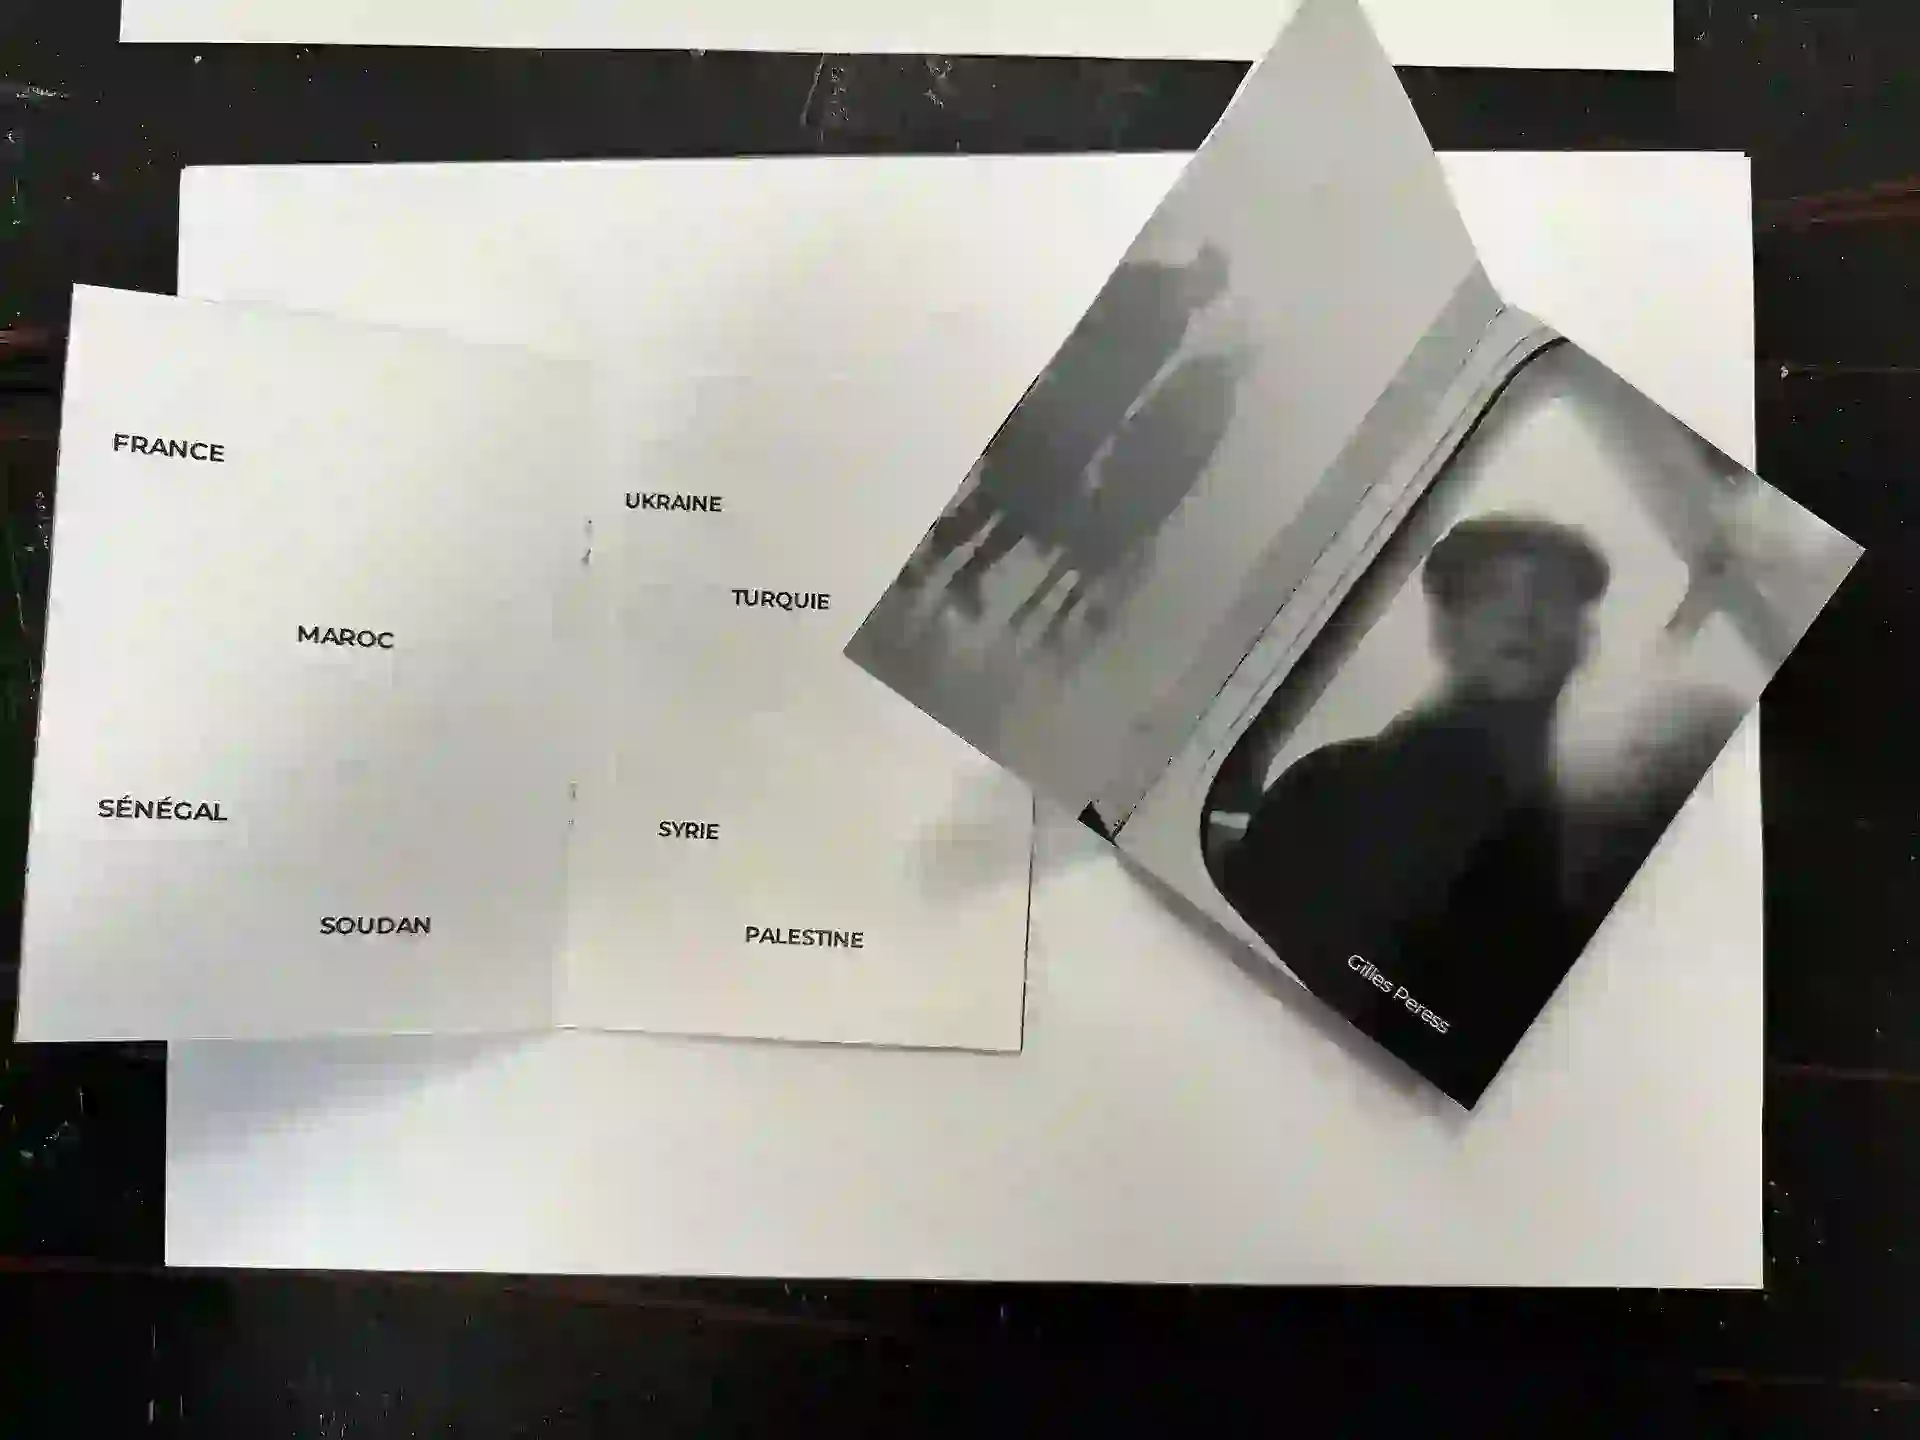 FRANCE
MAROC
SÉNÉGAL
SOUDAN
UKRAINE
TURQUIE
SYRIE
PALESTINE
Gilles Peress